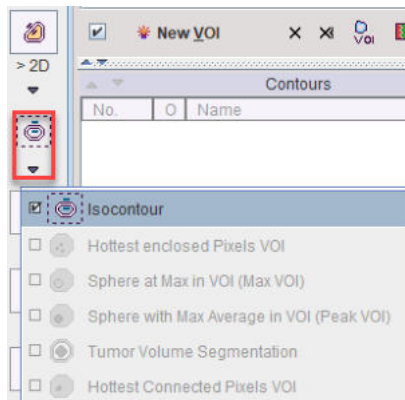 New VOI
VOI
> 2D
Contours
No. O Name
Isocontour
Hottest enclosed Pixels VOI
Sphere at Max in VOI (Max VOI)
Sphere with Max Average in VOI (Peak VOI)
Tumor Volume Segmentation
Hottest Connected Pixels VOI